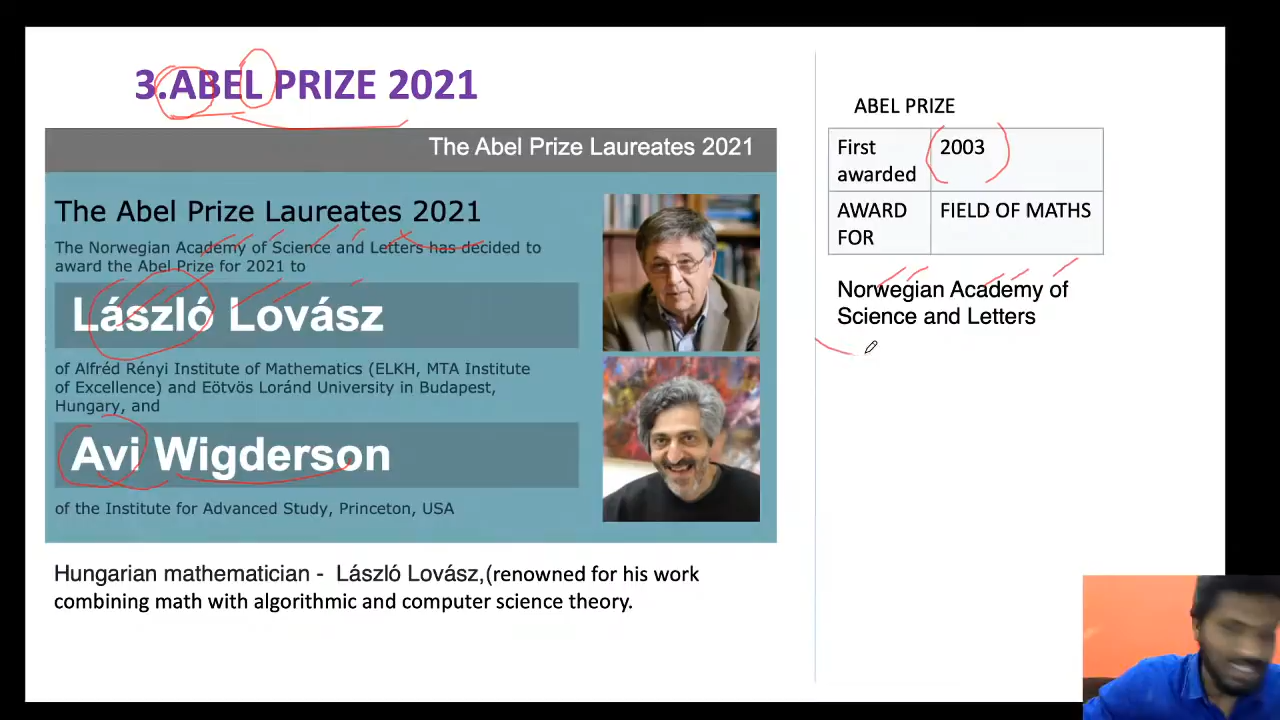 3.ABEL PRIZE 2021
The Abel Prize Laureates 2021
The Abel Prize Laureates 2021
The Norwegian Academy of Science and Letters has decided to
award the Abel Prize for 2021 to
László Lovász
of Alfréd Rényi Institute of Mathematics (ELKH, MTA Institute
of Excellence) and Eötvös Loránd University in Budapest,
Hungary, and
Avi Wigderson
of the Institute for Advanced Study, Princeton, USA
Hungarian mathematician - László Lovász,(renowned for his work
combining math with algorithmic and computer science theory.
ABEL PRIZE
First 2003
awarded
AWARD FIELD OF MATHS
FOR
Norwegian Academy of
Science and Letters